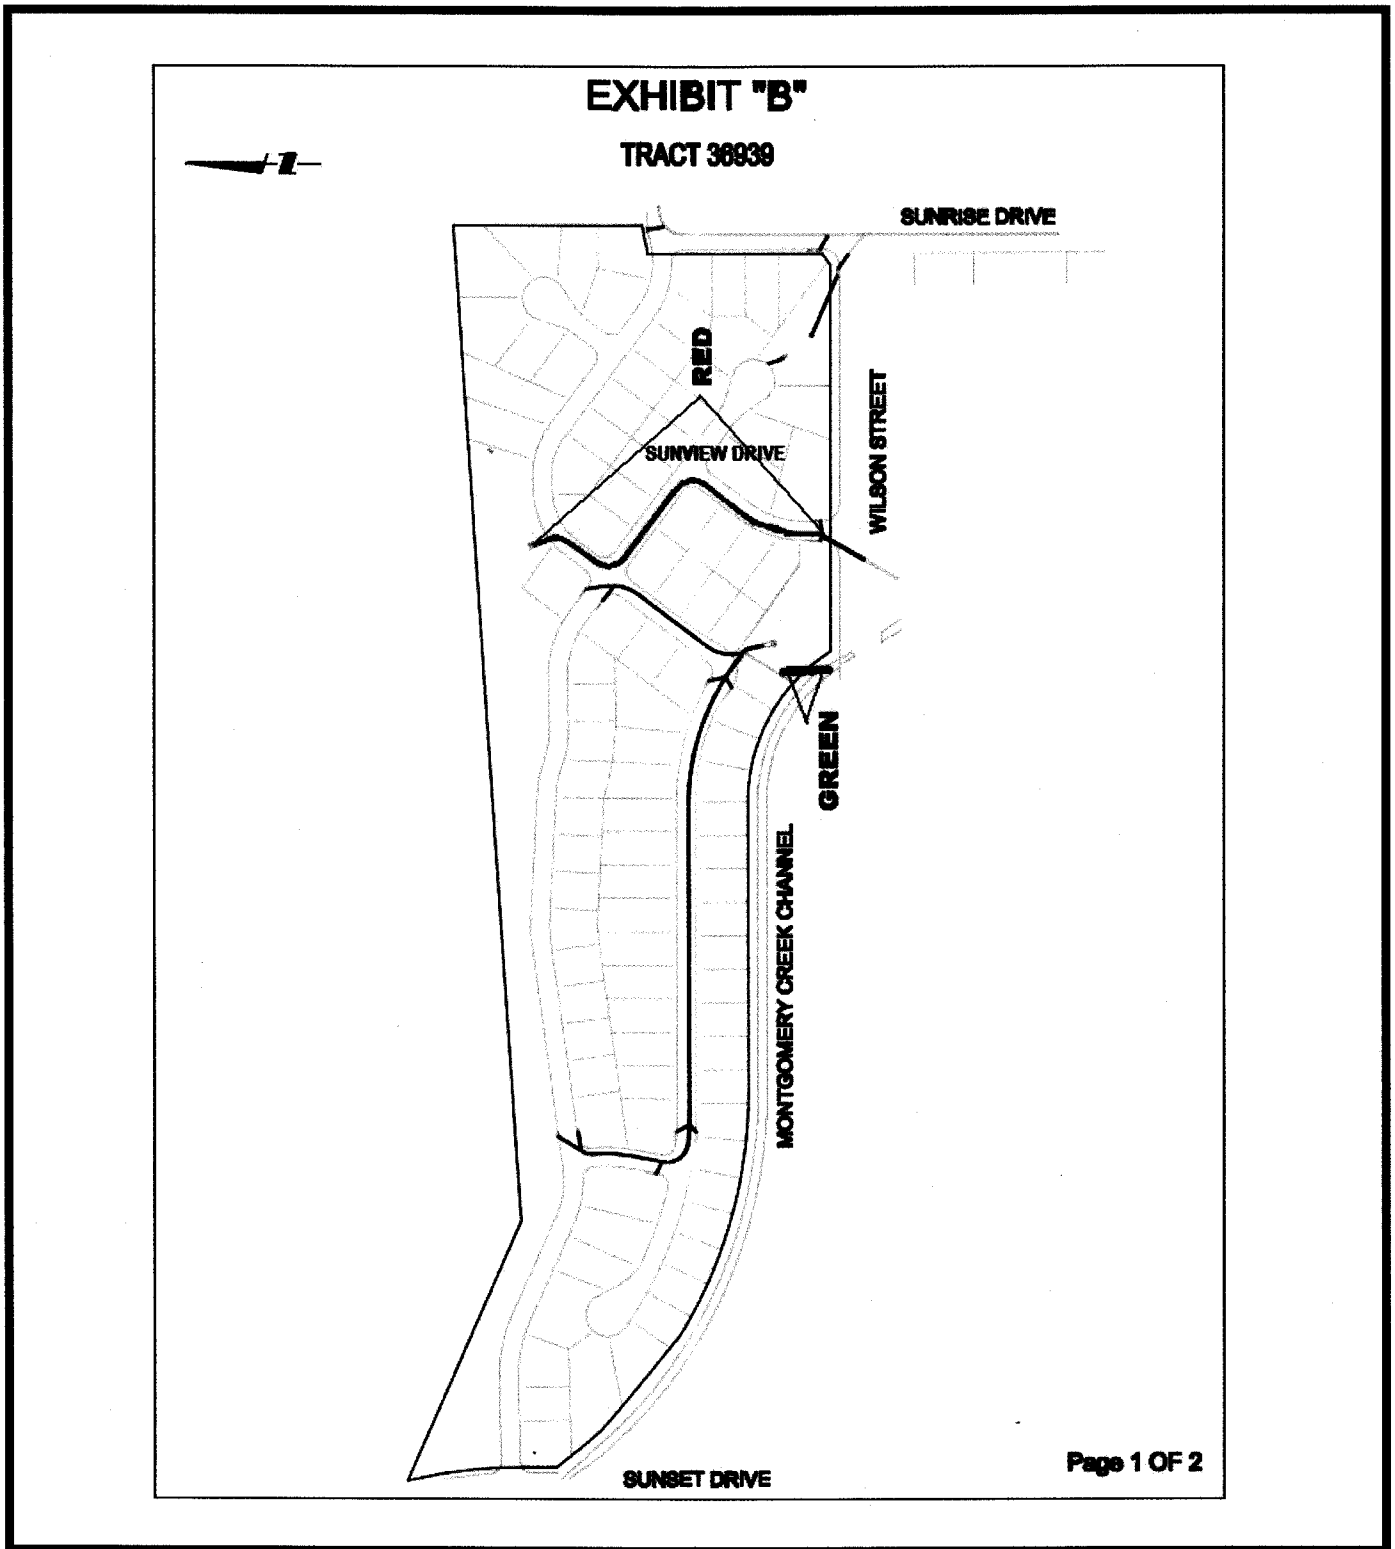 EXHIBIT "B"
TRACT 36939
SUNRISE DRIVE
RED
SUNVIEW DRIVE
WILSON STREET
GREEN
MONTGOMERY CREEK CHANNEL
SUNSET DRIVE
Page 1 OF 2